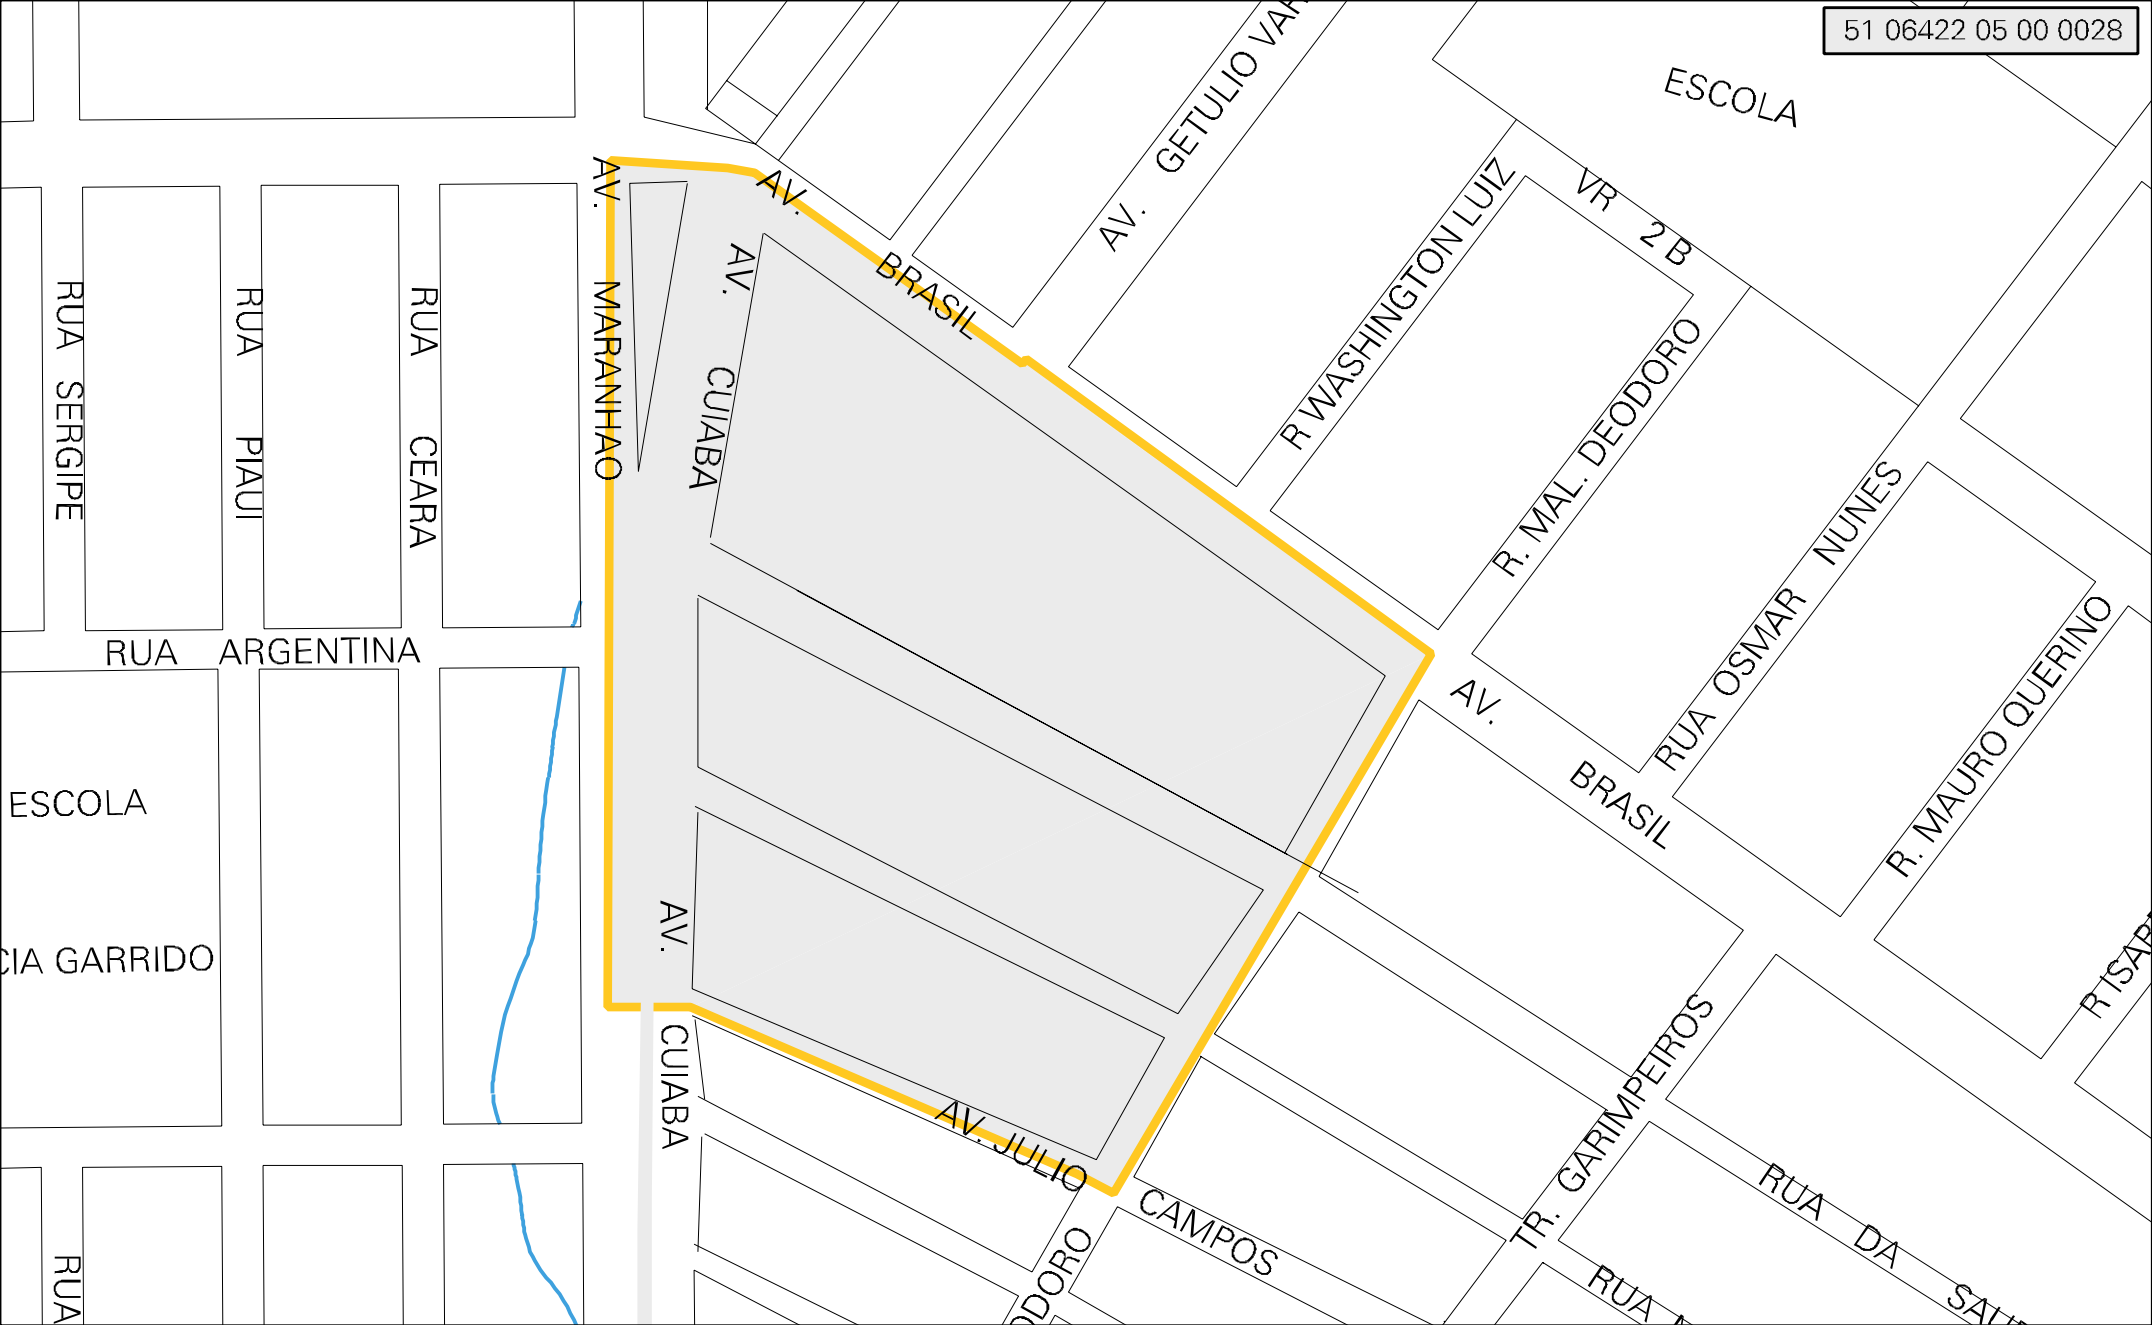 51 06422 05 00 0028
ESCOLA
AV. GETULIO
AV. MARANHAO
AV. BRASIL
AV. CUIABA
R WASHINGTON LUIZ
VR 2 B
R. MAL. DEODORO
RUA SERGIPE
RUA PIAUI
RUA CEARA
RUA OSMAR NUNES
RUA ARGENTINA
R. MAURO QUERINO
AV. BRASIL
ESCOLA
CIA GARRIDO
AV. CUIABA
TR. GARIMPEIROS
AV. JULIO CAMPOS
RUA DA
RUA
RUA
ODORO